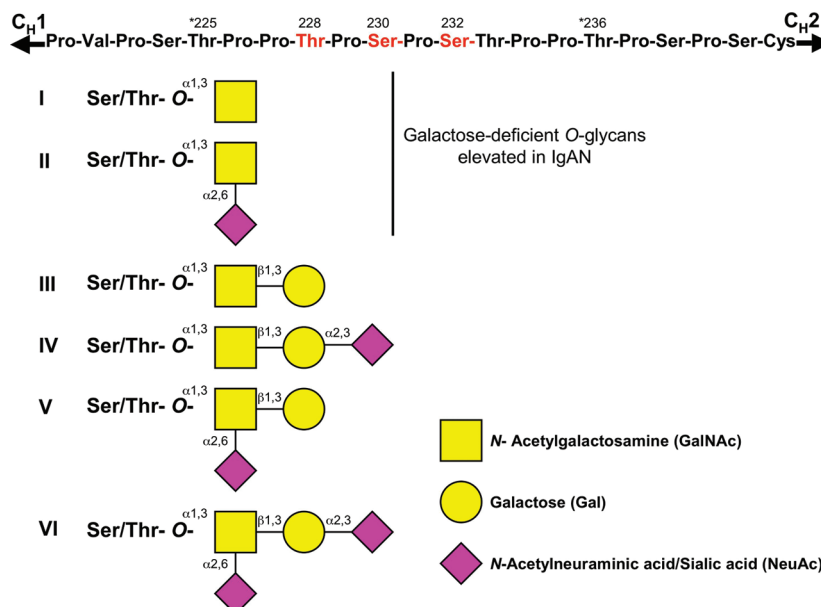 *225 228 230 232 *236
C_H1 C_H2
Pro-Val-Pro-Ser-Thr-Pro-Pro-Thr-Pro-Ser-Pro-Ser-Thr-Pro-Pro-Thr-Pro-Ser-Pro-Ser-Cys
I Ser/Thr- O- α1,3
Galactose-deficient O-glycans
elevated in IgAN
II Ser/Thr- O- α1,3
α2,6
III Ser/Thr- O- α1,3 β1,3
IV Ser/Thr- O- α1,3 β1,3 α2,3
V Ser/Thr- O- α1,3 β1,3
α2,6
N- Acetylgalactosamine (GalNAc)
Galactose (Gal)
VI Ser/Thr- O- α1,3 β1,3 α2,3
α2,6
N-Acetylneuraminic acid/Sialic acid (NeuAc)